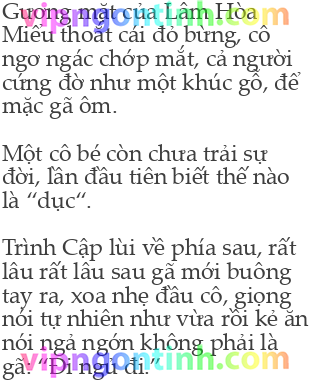 Gương mặt của Lâm Hòa
Miểu thoắt cái đỏ bừng, cô
ngơ ngác chớp mắt, cả người
cứng đờ như một khúc gỗ, để
mặc gã ôm.
Một cô bé còn chưa trải sự
đời, lần đầu tiên biết thế nào
là “dục“.
Trình Cập lùi về phía sau, rất
lâu rất lâu sau gã mới buông
tay ra, xoa nhẹ đầu cô, giọng
nói tự nhiên như vừa rồi kẻ ăn
nói ngả ngớn không phải là
gã: “Đi ngủ đi.”
vipngontinh.com
vipngontinh.com